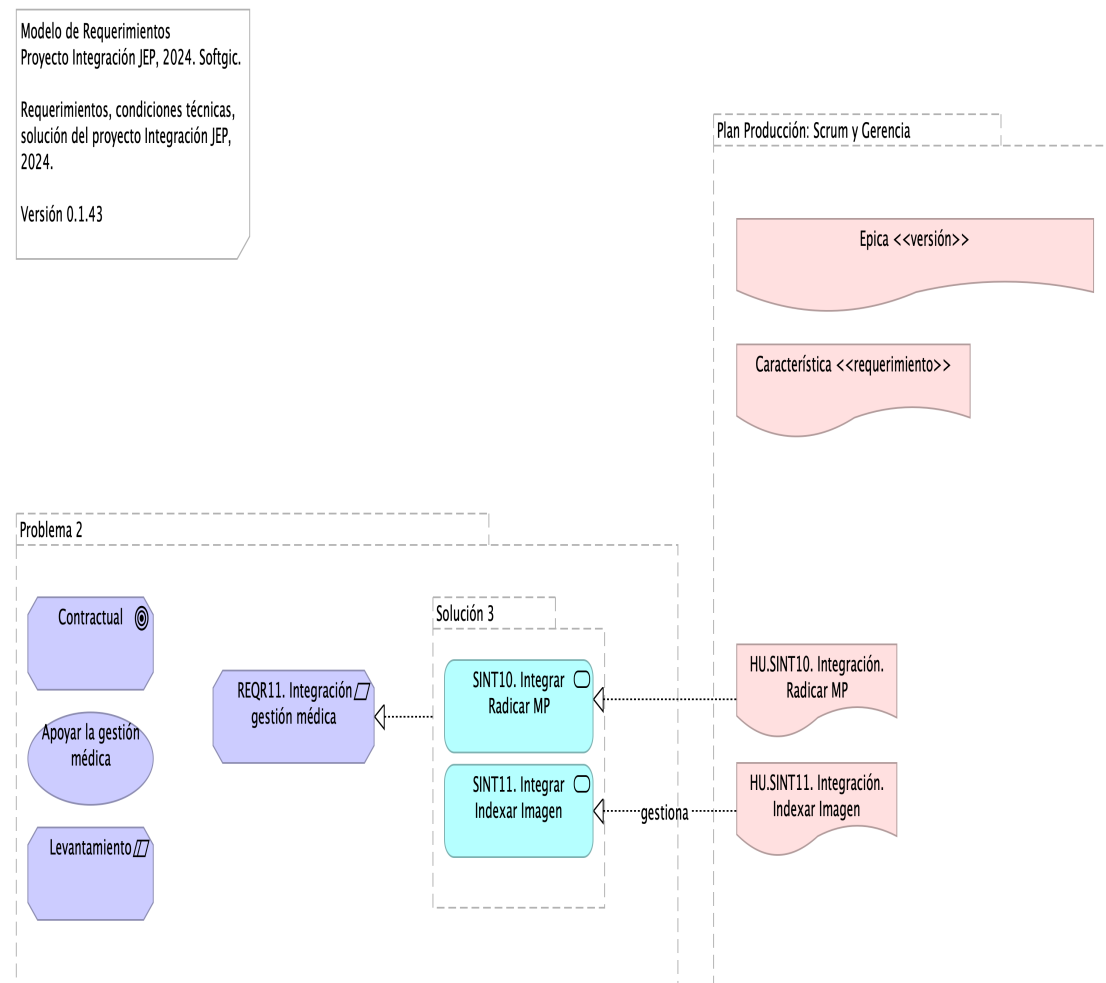 Modelo de Requerimientos
Proyecto Integración JEP, 2024. Softgic.
Requerimientos, condiciones técnicas,
solución del proyecto Integración JEP,
2024.
Versión 0.1.43
Plan Producción: Scrum y Gerencia
Epica <<versión>>
Característica <<requerimiento>>
Problema 2
Contractual
Apoyar la gestión
médica
Levantamiento
REQR11. Integración
gestión médica
Solución 3
SINT10. Integrar
Radicar MP
SINT11. Integrar
Indexar Imagen
gestiona
HU.SINT10. Integración.
Radicar MP
HU.SINT11. Integración.
Indexar Imagen